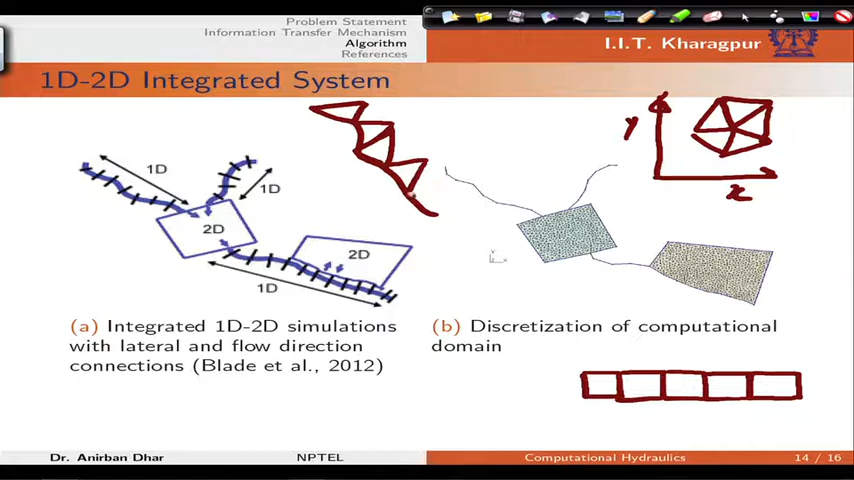 Problem Statement
Information Transfer Mechanism
Algorithm
References
I.I.T. Kharagpur
1D-2D Integrated System
1D
1D
2D
2D
1D
y
x
Y
Z X
(a) Integrated 1D-2D simulations
with lateral and flow direction
connections (Blade et al., 2012)
(b) Discretization of computational
domain
Dr. Anirban Dhar
NPTEL
Computational Hydraulics
14 / 16